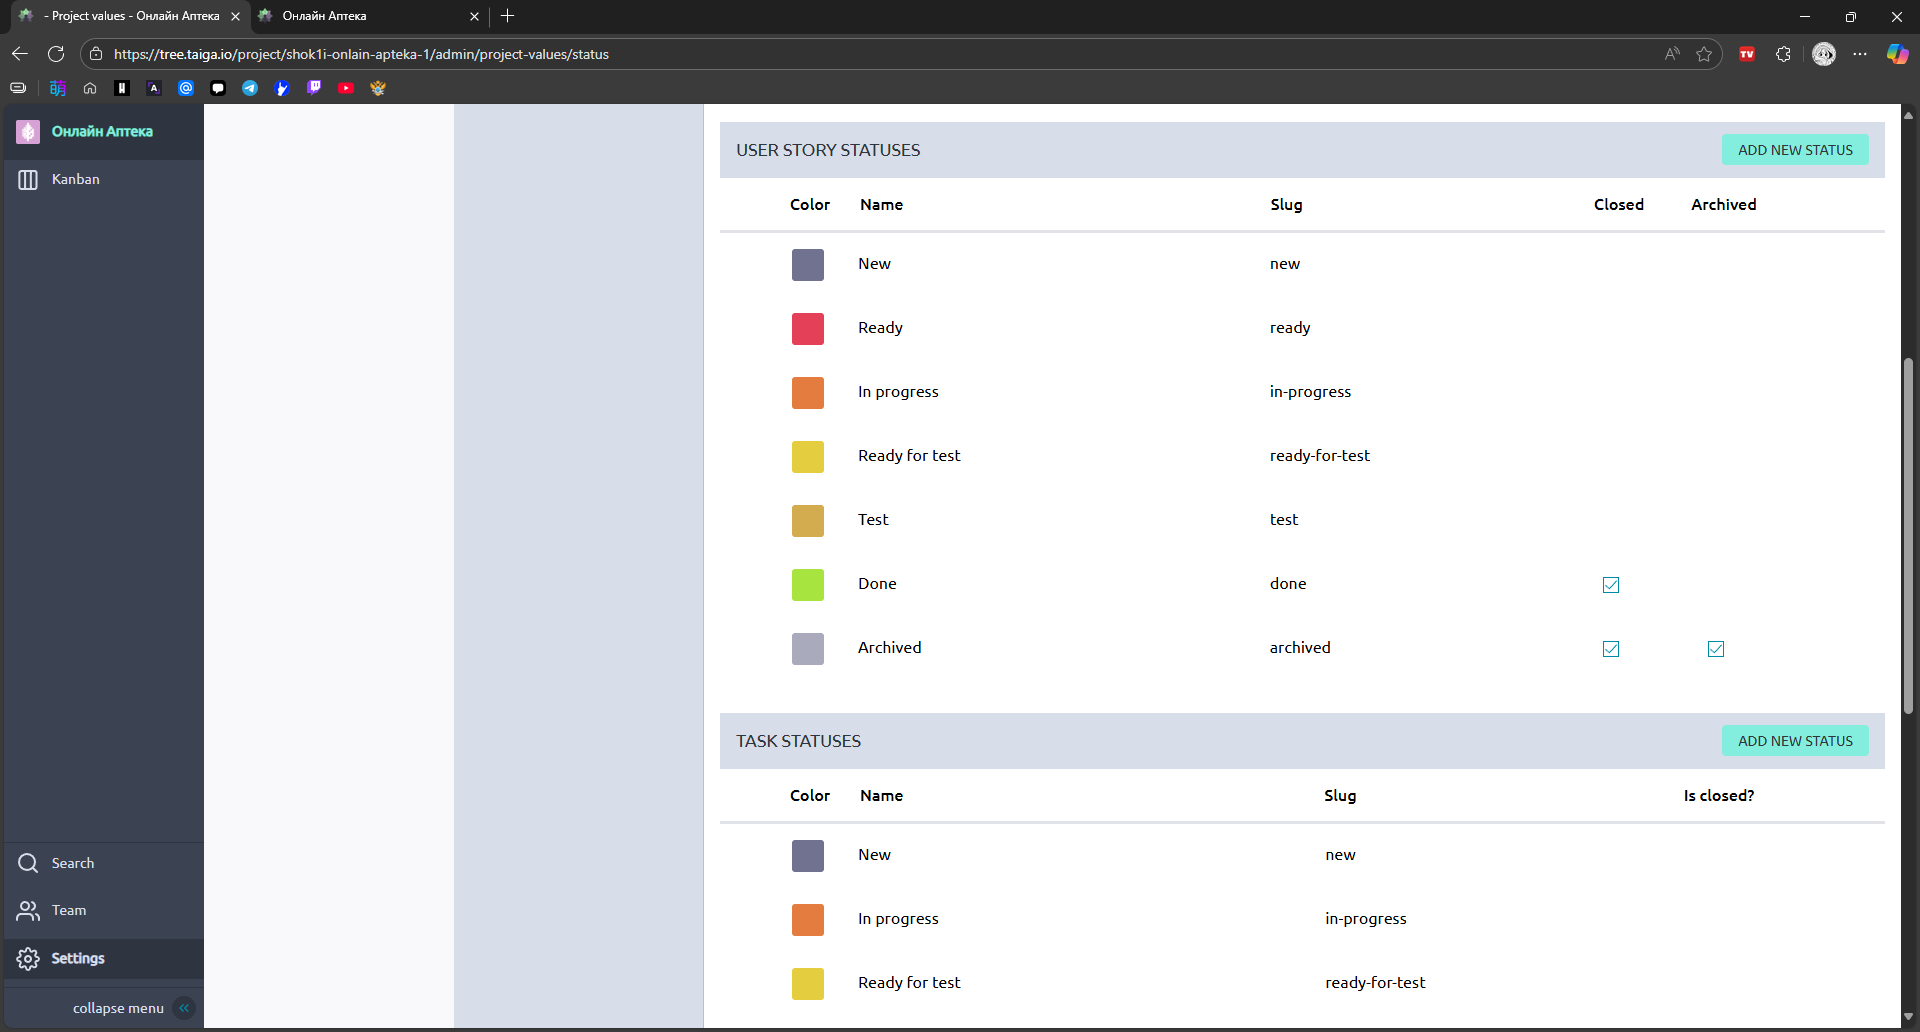 - Project values - Онлайн Аптека
Онлайн Аптека
https://tree.taiga.io/project/shok1i-onlain-apteka-1/admin/project-values/status
TV
萌
A
Онлайн Аптека
Kanban
USER STORY STATUSES
ADD NEW STATUS
Color Name Slug Closed Archived
New new
Ready ready
In progress in-progress
Ready for test ready-for-test
Test test
Done done
Archived archived
TASK STATUSES
ADD NEW STATUS
Color Name Slug Is closed?
New new
In progress in-progress
Ready for test ready-for-test
Search
Team
Settings
collapse menu